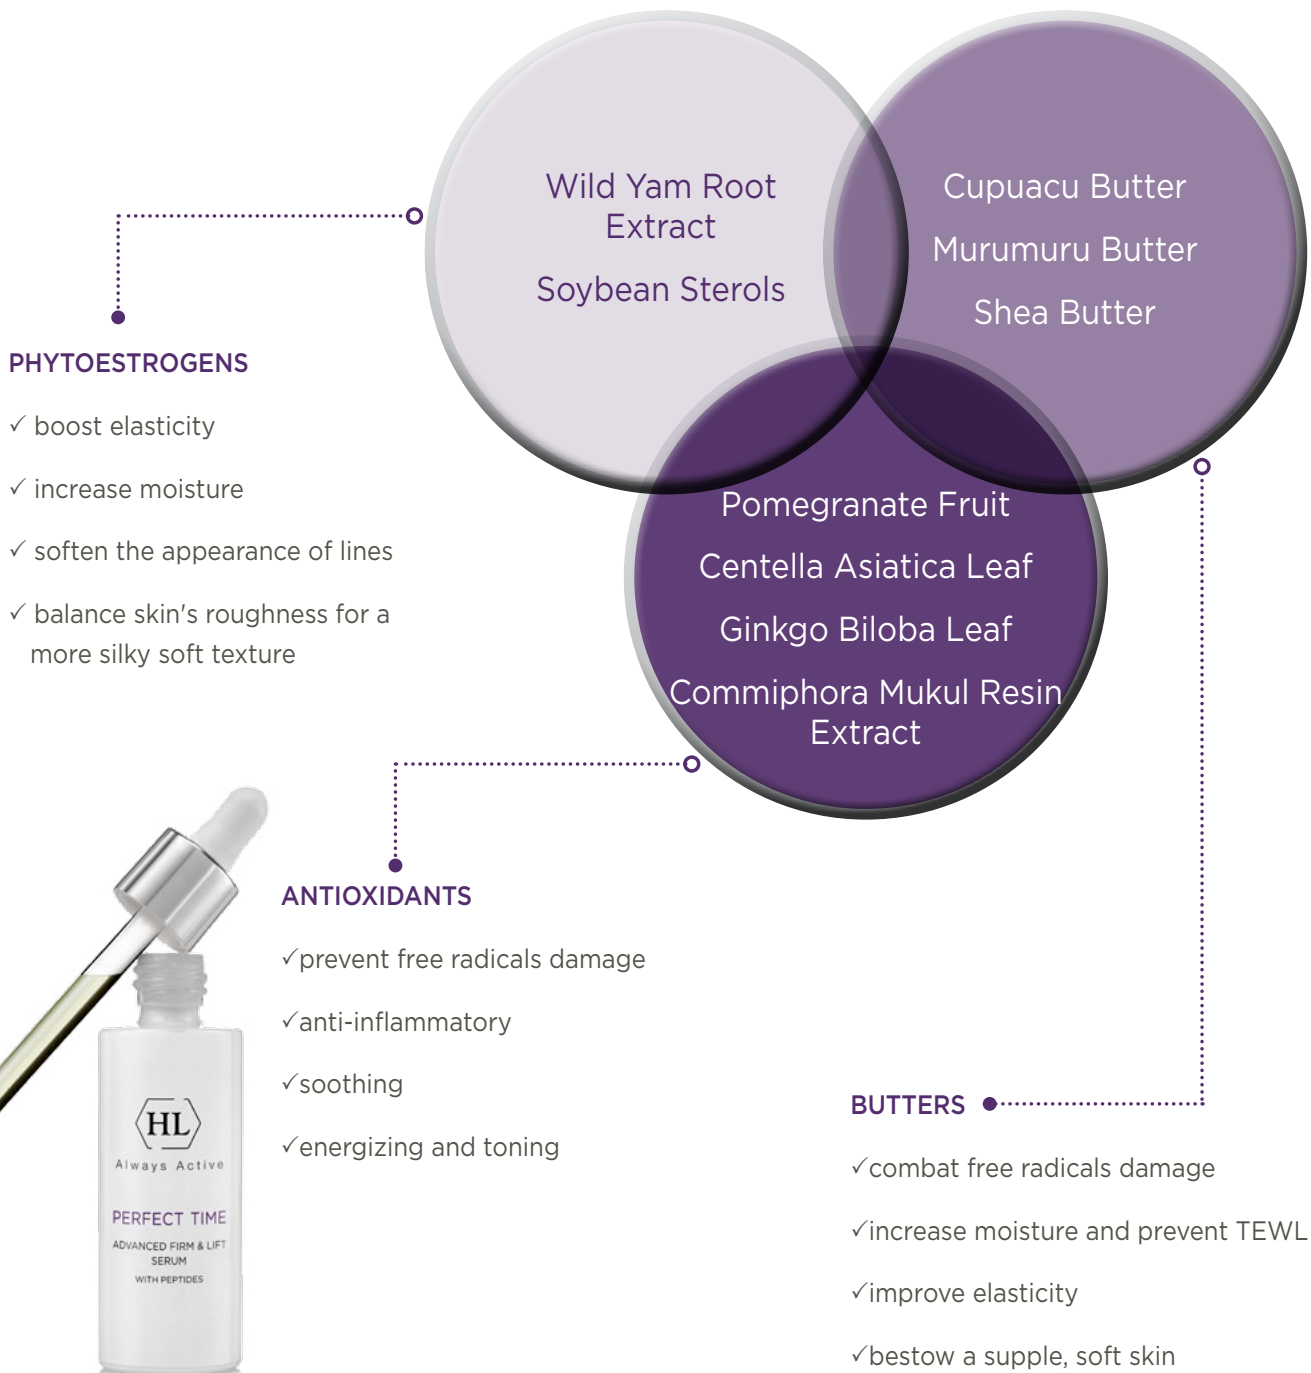 Wild Yam Root
Extract
Soybean Sterols
Cupuacu Butter
Murumuru Butter
Shea Butter
PHYTOESTROGENS
✓ boost elasticity
✓ increase moisture
✓ soften the appearance of lines
✓ balance skin's roughness for a
more silky soft texture
Pomegranate Fruit
Centella Asiatica Leaf
Ginkgo Biloba Leaf
Commiphora Mukul Resin
Extract
ANTIOXIDANTS
✓prevent free radicals damage
✓anti-inflammatory
✓soothing
✓energizing and toning
HL
Always Active
PERFECT TIME
ADVANCED FIRM & LIFT
SERUM
WITH PEPTIDES
BUTTERS
✓combat free radicals damage
✓increase moisture and prevent TEWL
✓improve elasticity
✓bestow a supple, soft skin